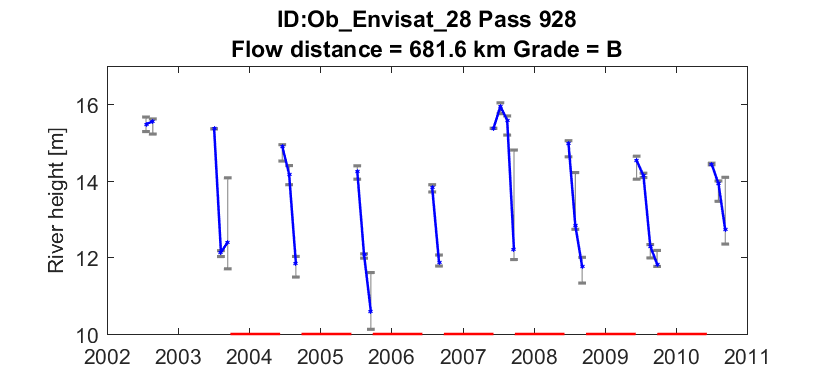 ID:Ob_Envisat_28 Pass 928
Flow distance = 681.6 km Grade = B
River height [m]
16
14
12
10
2002 2003 2004 2005 2006 2007 2008 2009 2010 2011